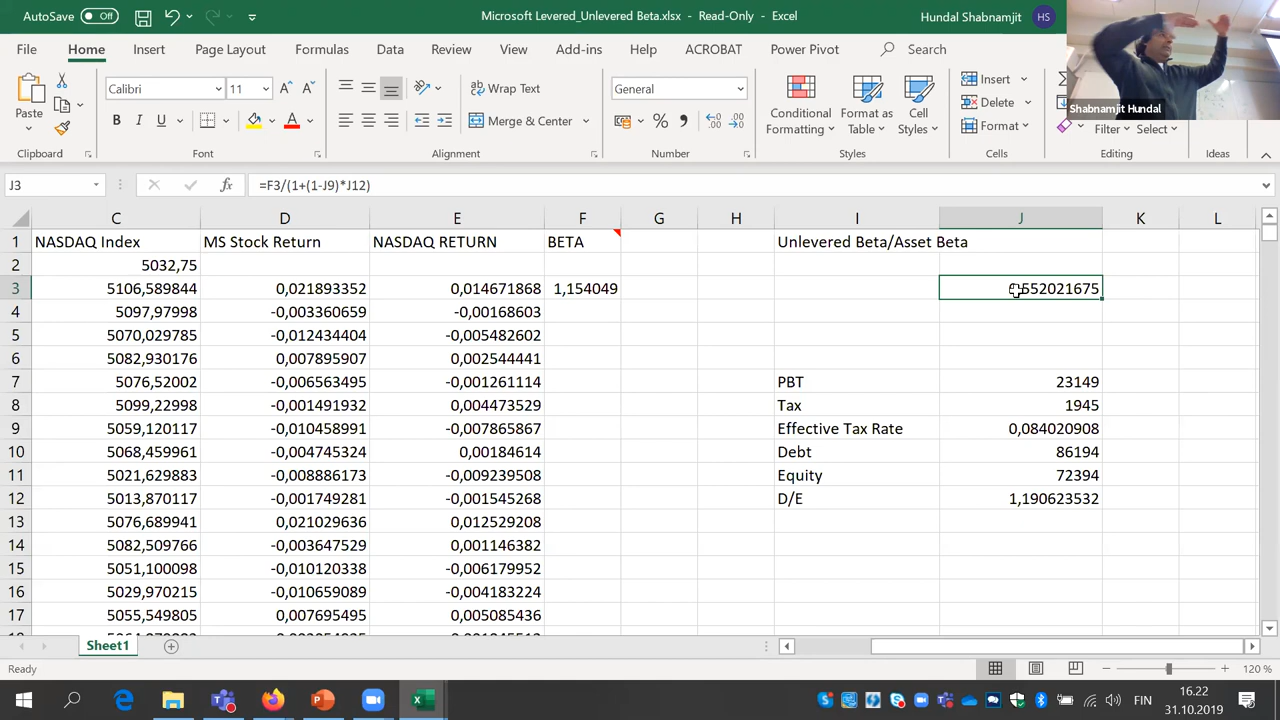 AutoSave Off Microsoft Levered_Unlevered Beta.xlsx - Read-Only - Excel Hundal Shabnamjit HS
File Home Insert Page Layout Formulas Data Review View Add-ins Help ACROBAT Power Pivot Search
Shabnamjit Hundal
Paste Calibri 11 Wrap Text General Conditional Format as Cell Insert
B I U Merge & Center % Formatting Table Styles Delete
Format Filter Select
Clipboard Font Alignment Number Styles Cells Editing Ideas
J3 fx =F3/(1+(1-J9)*J12)
C D E F G H I J K L
1 NASDAQ Index MS Stock Return NASDAQ RETURN BETA Unlevered Beta/Asset Beta
2 5032,75
3 5106,589844 0,021893352 0,014671868 1,154049 0,552021675
4 5097,97998 -0,003360659 -0,00168603
5 5070,029785 -0,012434404 -0,005482602
6 5082,930176 0,007895907 0,002544441
7 5076,52002 -0,006563495 -0,001261114 PBT 23149
8 5099,22998 -0,001491932 0,004473529 Tax 1945
9 5059,120117 -0,010458991 -0,007865867 Effective Tax Rate 0,084020908
10 5068,459961 -0,004745324 0,00184614 Debt 86194
11 5021,629883 -0,008886173 -0,009239508 Equity 72394
12 5013,870117 -0,001749281 -0,001545268 D/E 1,190623532
13 5076,689941 0,021029636 0,012529208
14 5082,509766 -0,003647529 0,001146382
15 5051,100098 -0,010120338 -0,006179952
16 5029,970215 -0,010659089 -0,004183224
17 5055,549805 0,007695495 0,005085436
Sheet1
Ready 120 %
FIN 16.22
31.10.2019